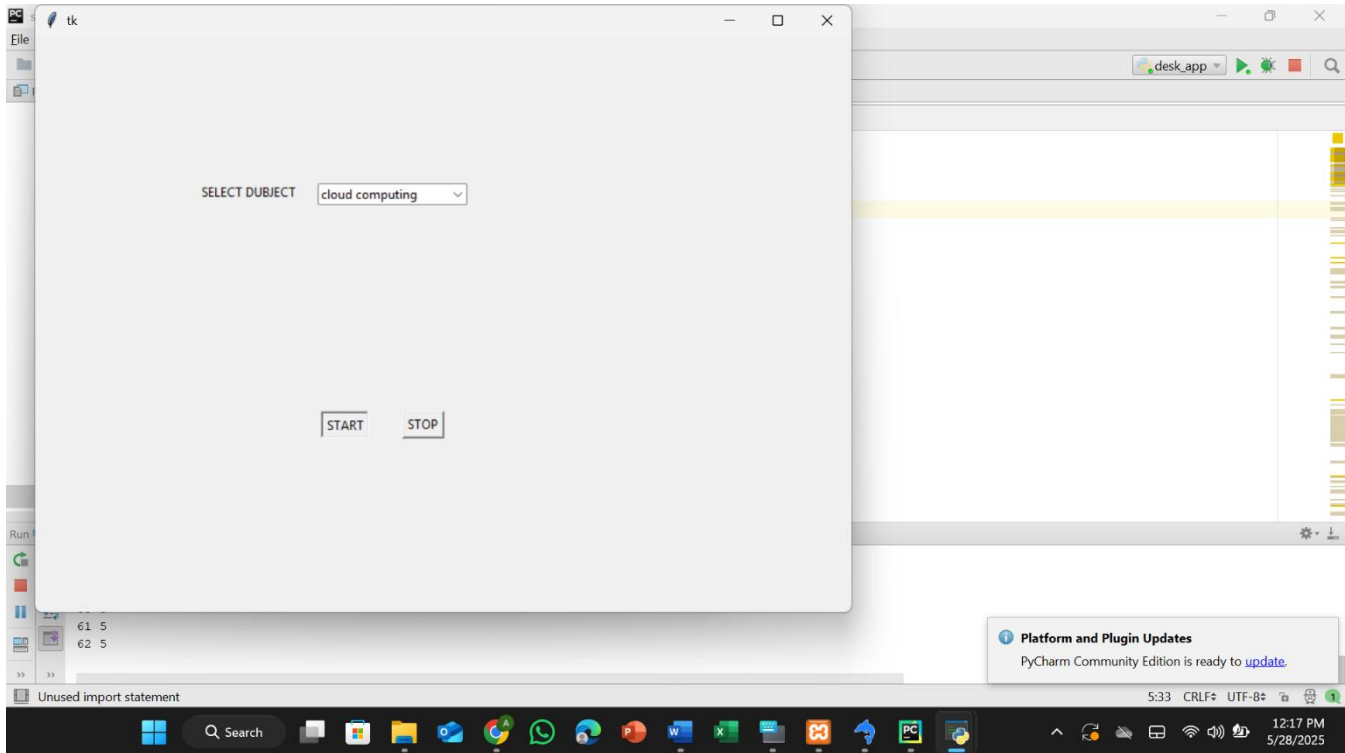 PC
tk
File
desk_app
SELECT DUBJECT
cloud computing
START
STOP
Run
61 5
62 5
Platform and Plugin Updates
PyCharm Community Edition is ready to update.
Unused import statement
5:33 CRLF UTF-8
1
Search
12:17 PM
5/28/2025